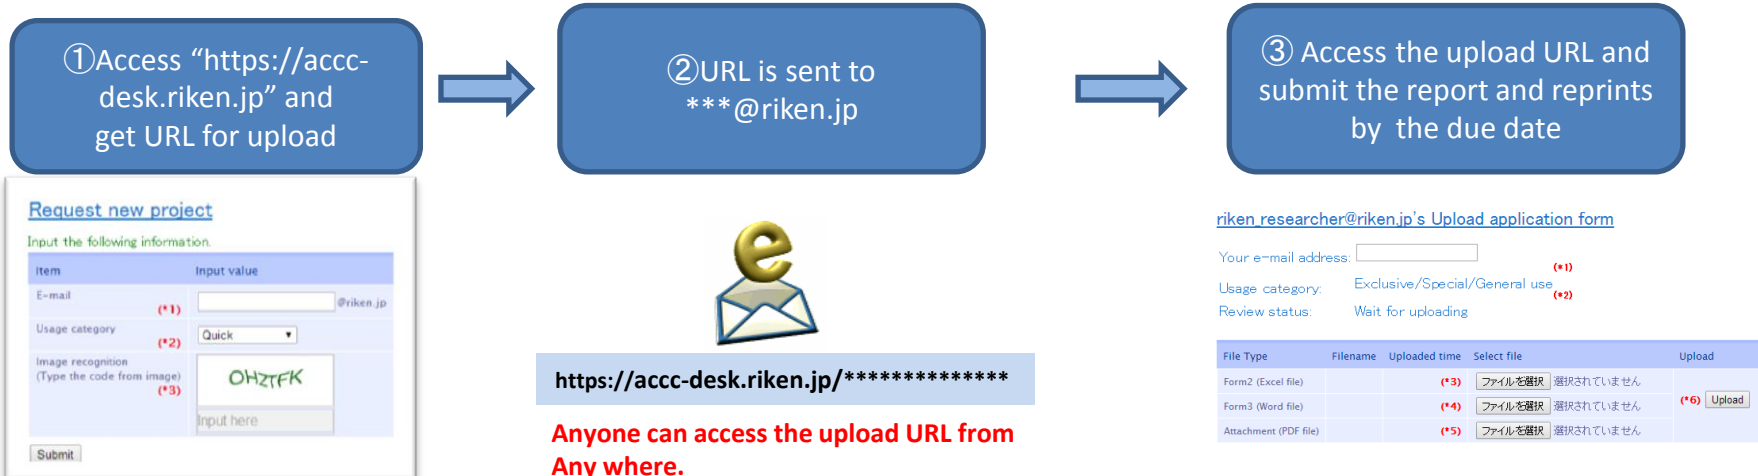 ①Access “https://accc-
desk.riken.jp” and
get URL for upload
②URL is sent to
***@riken.jp
③ Access the upload URL and
submit the report and reprints
by the due date
Request new project
Input the following information.
Item Input value
E-mail (*1) @riken.jp
Usage category (*2) Quick
Image recognition
(Type the code from image)
(*3)
OHZTFK
Input here
Submit
e
https://accc-desk.riken.jp/**************
Anyone can access the upload URL from
Any where.
riken_researcher@riken.jp's Upload application form
Your e-mail address: (*1)
Usage category: Exclusive/Special/General use (*2)
Review status: Wait for uploading
File Type Filename Uploaded time Select file Upload
Form2 (Excel file) (*3) ファイルを選択 選択されていません
Form3 (Word file) (*4) ファイルを選択 選択されていません (*6) Upload
Attachment (PDF file) (*5) ファイルを選択 選択されていません